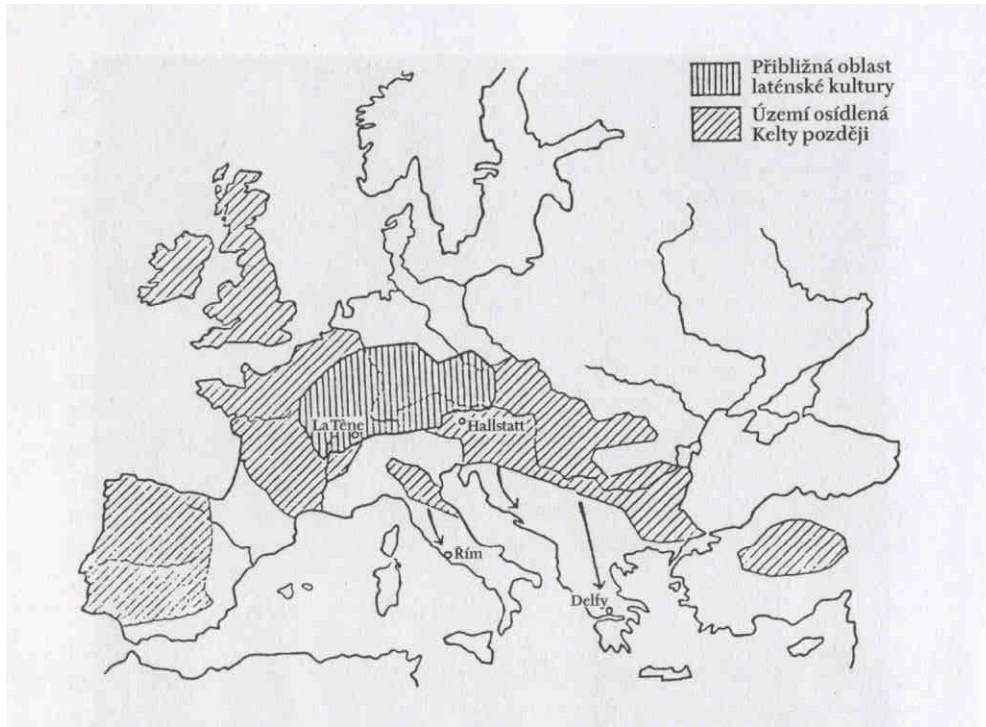 Přibližná oblast
laténské kultury
Území osídlená
Kelty později
La Tène
Hallstatt
Řím
Delfy